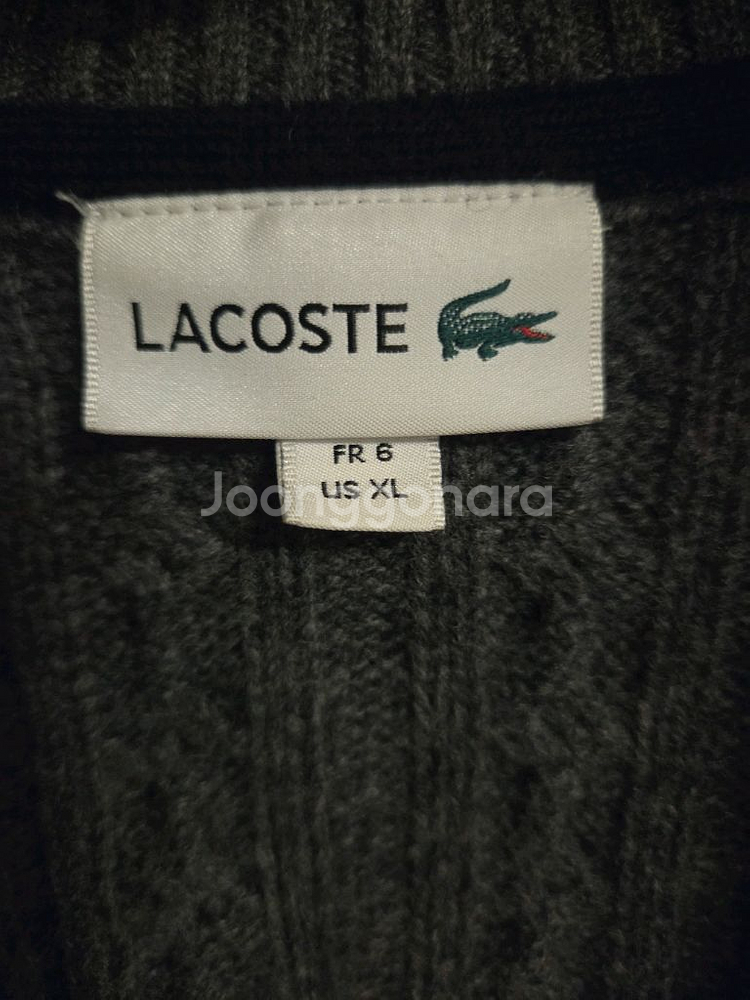 LACOSTE
FR 6
US XL
Joonggonara